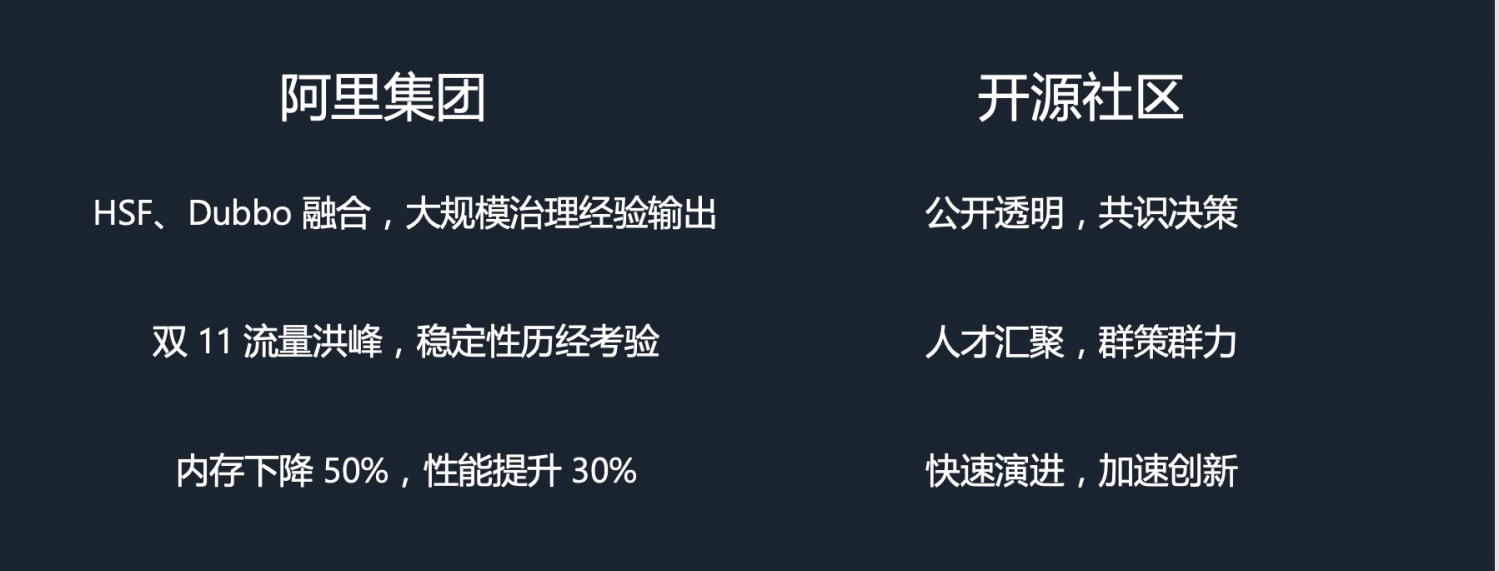 阿里集团
开源社区
HSF、Dubbo 融合，大规模治理经验输出
公开透明，共识决策
双 11 流量洪峰，稳定性历经考验
人才汇聚，群策群力
内存下降 50%，性能提升 30%
快速演进，加速创新